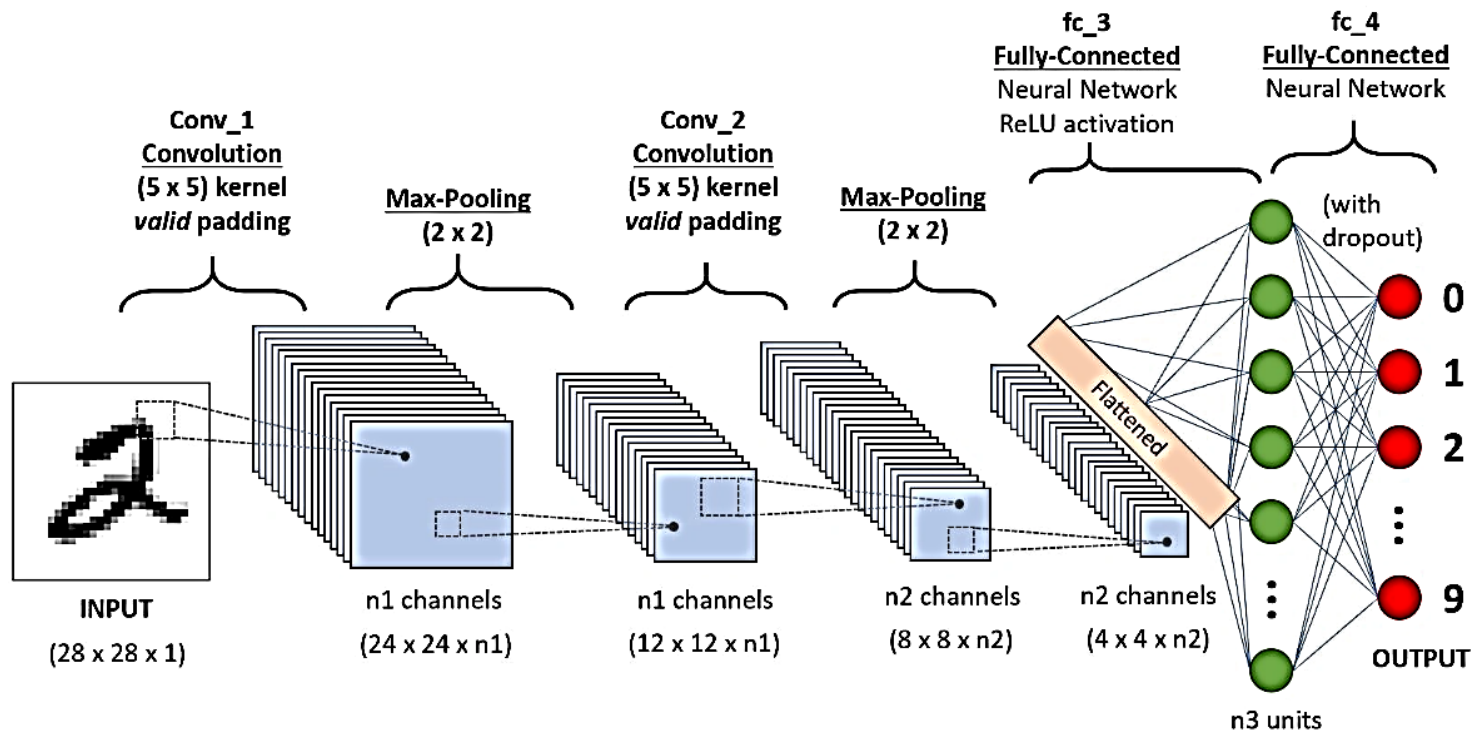 Conv_1
Convolution
(5 x 5) kernel
valid padding
Max-Pooling
(2 x 2)
Conv_2
Convolution
(5 x 5) kernel
valid padding
Max-Pooling
(2 x 2)
fc_3
Fully-Connected
Neural Network
ReLU activation
fc_4
Fully-Connected
Neural Network
(with
dropout)
INPUT
(28 x 28 x 1)
n1 channels
(24 x 24 x n1)
n1 channels
(12 x 12 x n1)
n2 channels
(8 x 8 x n2)
n2 channels
(4 x 4 x n2)
Flattened
n3 units
0
1
2
9
OUTPUT